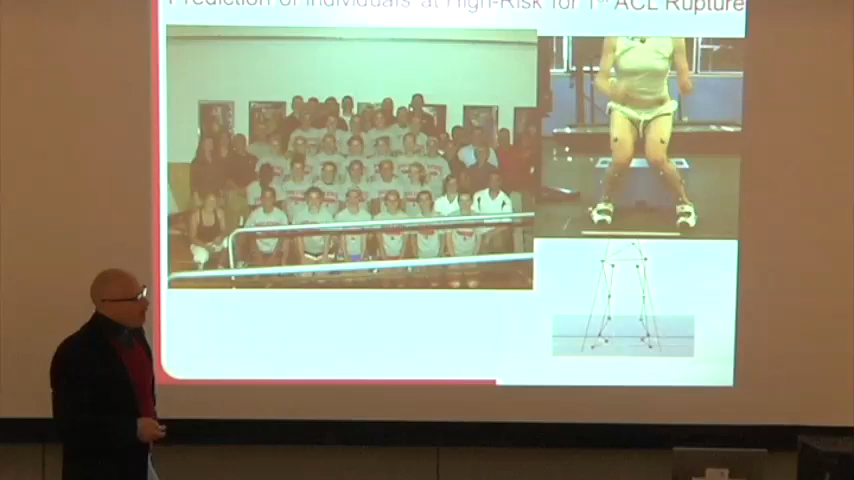 Prediction of Individuals at High-Risk for 1st ACL Rupture